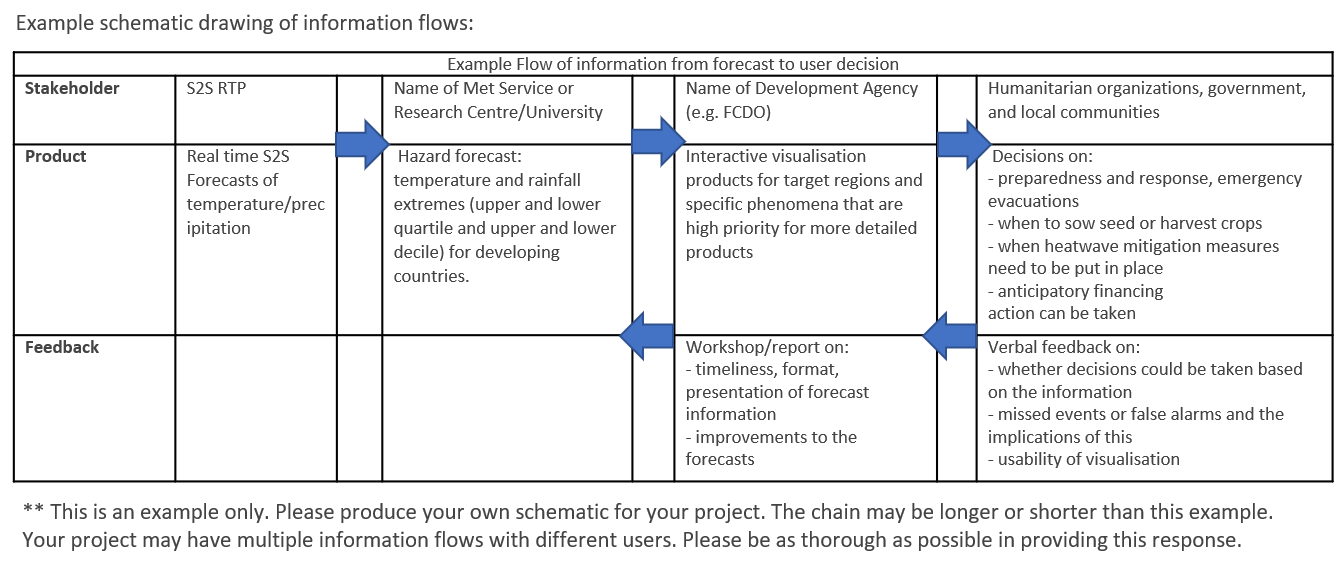 Example schematic drawing of information flows:
Example Flow of information from forecast to user decision
Stakeholder
S2S RTP
Name of Met Service or
Research Centre/University
Name of Development Agency
(e.g. FCDO)
Humanitarian organizations, government,
and local communities
Product
Real time S2S
Forecasts of
temperature/prec
ipitation
Hazard forecast:
temperature and rainfall
extremes (upper and lower
quartile and upper and lower
decile) for developing
countries.
Interactive visualisation
products for target regions and
specific phenomena that are
high priority for more detailed
products
Decisions on:
- preparedness and response, emergency
evacuations
- when to sow seed or harvest crops
- when heatwave mitigation measures
need to be put in place
- anticipatory financing
action can be taken
Feedback
Workshop/report on:
- timeliness, format,
presentation of forecast
information
- improvements to the
forecasts
Verbal feedback on:
- whether decisions could be taken based
on the information
- missed events or false alarms and the
implications of this
- usability of visualisation
** This is an example only. Please produce your own schematic for your project. The chain may be longer or shorter than this example.
Your project may have multiple information flows with different users. Please be as thorough as possible in providing this response.